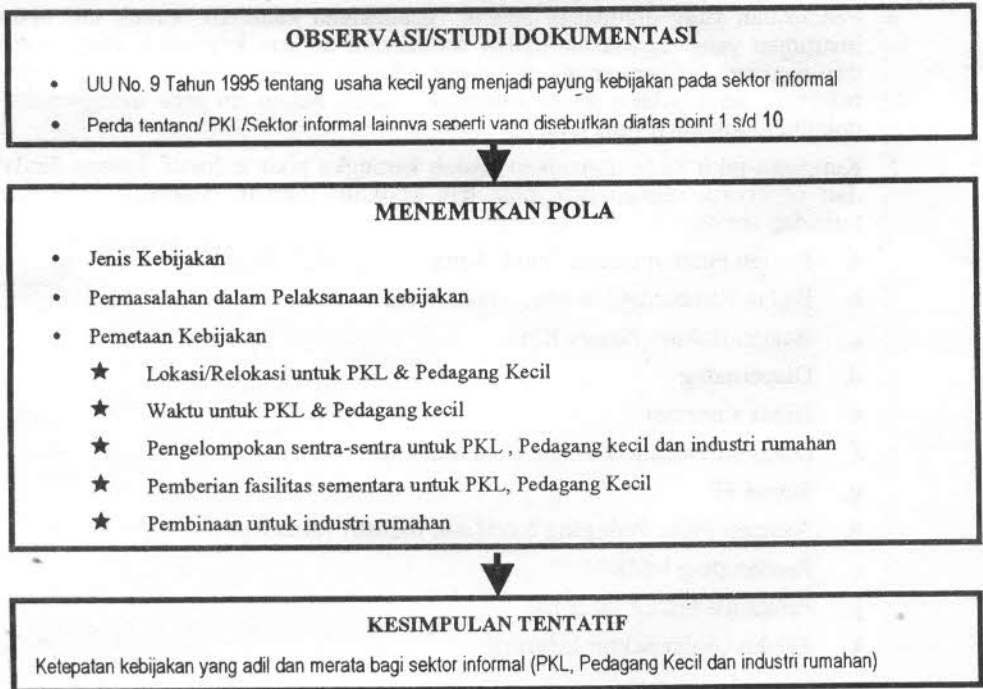 OBSERVASI/STUDI DOKUMENTASI
• UU No. 9 Tahun 1995 tentang usaha kecil yang menjadi payung kebijakan pada sektor informal
• Perda tentang/ PKL/Sektor informal lainnya seperti yang disebutkan diatas point 1 s/d 10
MENEMUKAN POLA
• Jenis Kebijakan
• Permasalahan dalam Pelaksanaan kebijakan
• Pemetaan Kebijakan
★ Lokasi/Relokasi untuk PKL & Pedagang Kecil
★ Waktu untuk PKL & Pedagang kecil
★ Pengelompokan sentra-sentra untuk PKL , Pedagang kecil dan industri rumahan
★ Pemberian fasilitas sementara untuk PKL, Pedagang Kecil
★ Pembinaan untuk industri rumahan
KESIMPULAN TENTATIF
Ketepatan kebijakan yang adil dan merata bagi sektor informal (PKL, Pedagang Kecil dan industri rumahan)